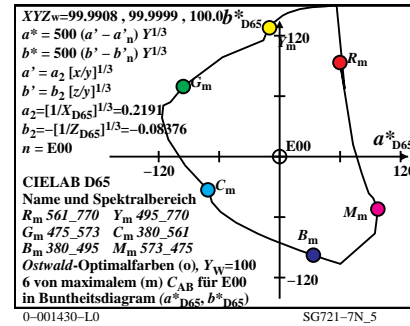 XYZw=99.9908 , 99.9999 , 100.0
b*D65
a* = 500 (a’ - a’n) Y1/3
b* = 500 (b’ - b’n) Y1/3
a’ = a2 [x/y]1/3
b’ = b2 [z/y]1/3
a2=[1/XD65]1/3=0.2191
b2=–[1/ZD65]1/3=–0.08376
n = E00
120
Ym
Rm
Gm
E00
a*D65
–120
120
Cm
Mm
Bm
–120
CIELAB D65
Name und Spektralbereich
Rm 561_770 Ym 495_770
Gm 475_573 Cm 380_561
Bm 380_495 Mm 573_475
Ostwald-Optimalfarben (o), YW=100
6 von maximalem (m) CAB für E00
in Buntheitsdiagram (a*D65, b*D65)
0-001430-L0
SG721-7N_5